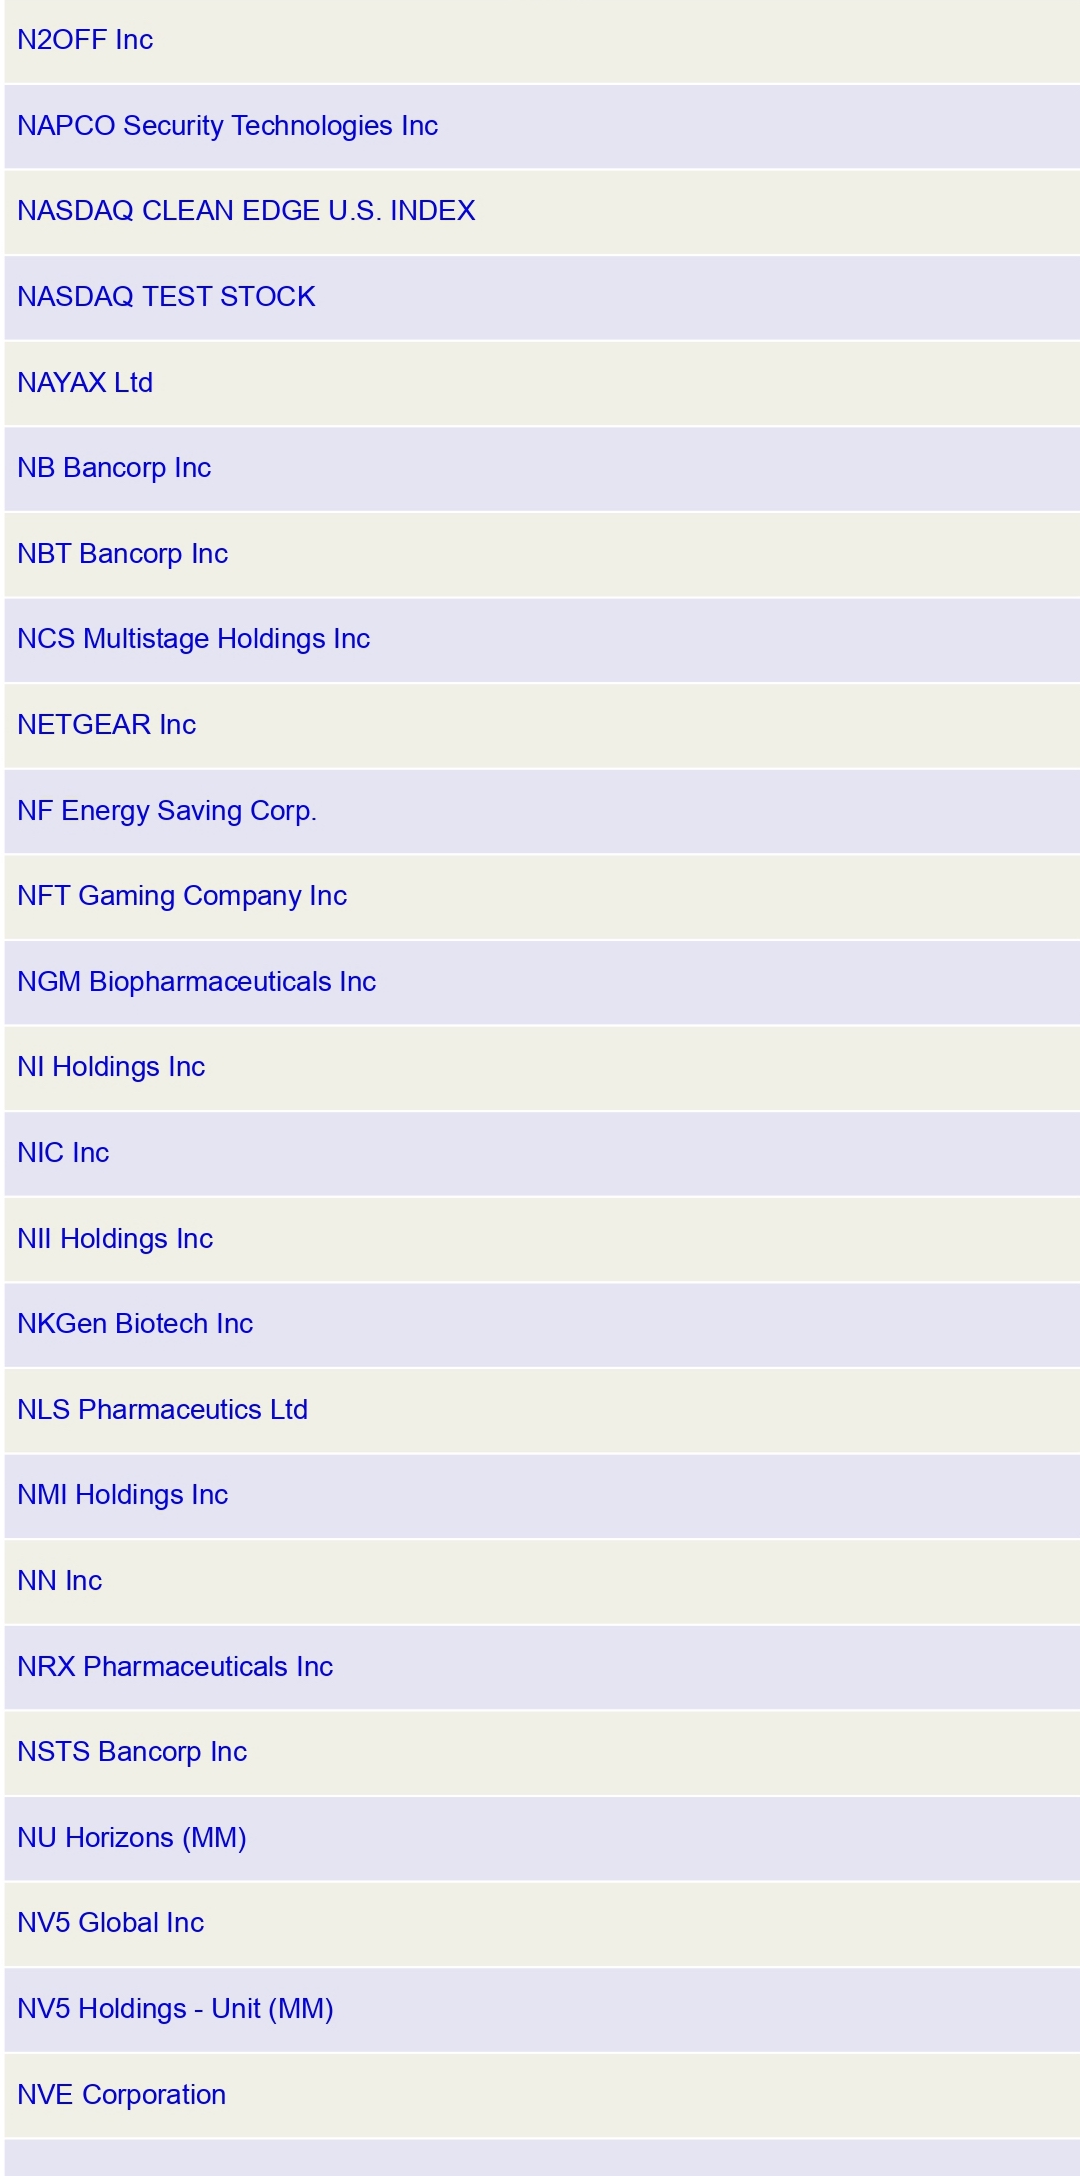 N2OFF Inc
NAPCO Security Technologies Inc
NASDAQ CLEAN EDGE U.S. INDEX
NASDAQ TEST STOCK
NAYAX Ltd
NB Bancorp Inc
NBT Bancorp Inc
NCS Multistage Holdings Inc
NETGEAR Inc
NF Energy Saving Corp.
NFT Gaming Company Inc
NGM Biopharmaceuticals Inc
NI Holdings Inc
NIC Inc
NII Holdings Inc
NKGen Biotech Inc
NLS Pharmaceutics Ltd
NMI Holdings Inc
NN Inc
NRX Pharmaceuticals Inc
NSTS Bancorp Inc
NU Horizons (MM)
NV5 Global Inc
NV5 Holdings - Unit (MM)
NVE Corporation